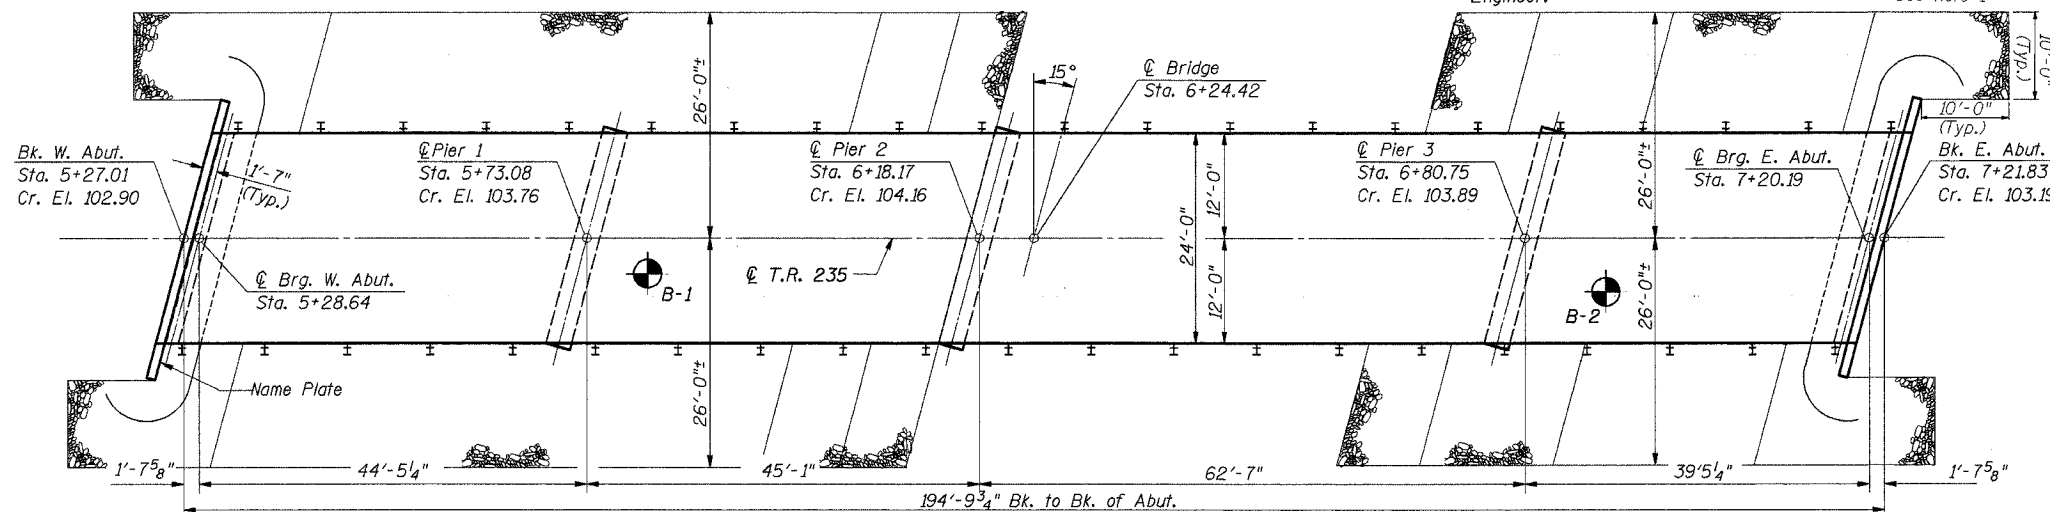 Engineer.
10'-0"
(Typ.)
10'-0"
(Typ.)
26'-0"±
15°
℄ Bridge
Sta. 6+24.42
26'-0"±
Bk. W. Abut.
Sta. 5+27.01
Cr. El. 102.90
1'-7"
(Typ.)
℄ Pier 1
Sta. 5+73.08
Cr. El. 103.76
℄ Pier 2
Sta. 6+18.17
Cr. El. 104.16
℄ Pier 3
Sta. 6+80.75
Cr. El. 103.89
℄ Brg. E. Abut.
Sta. 7+20.19
Bk. E. Abut.
Sta. 7+21.83
Cr. El. 103.19
12'-0"
24'-0"
12'-0"
℄ Brg. W. Abut.
Sta. 5+28.64
B-1
℄ T.R. 235
B-2
26'-0"±
26'-0"±
Name Plate
1'-7⅝"
44'-5¼"
45'-1"
62'-7"
39'5¼"
1'-7⅝"
194'-9¾" Bk. to Bk. of Abut.